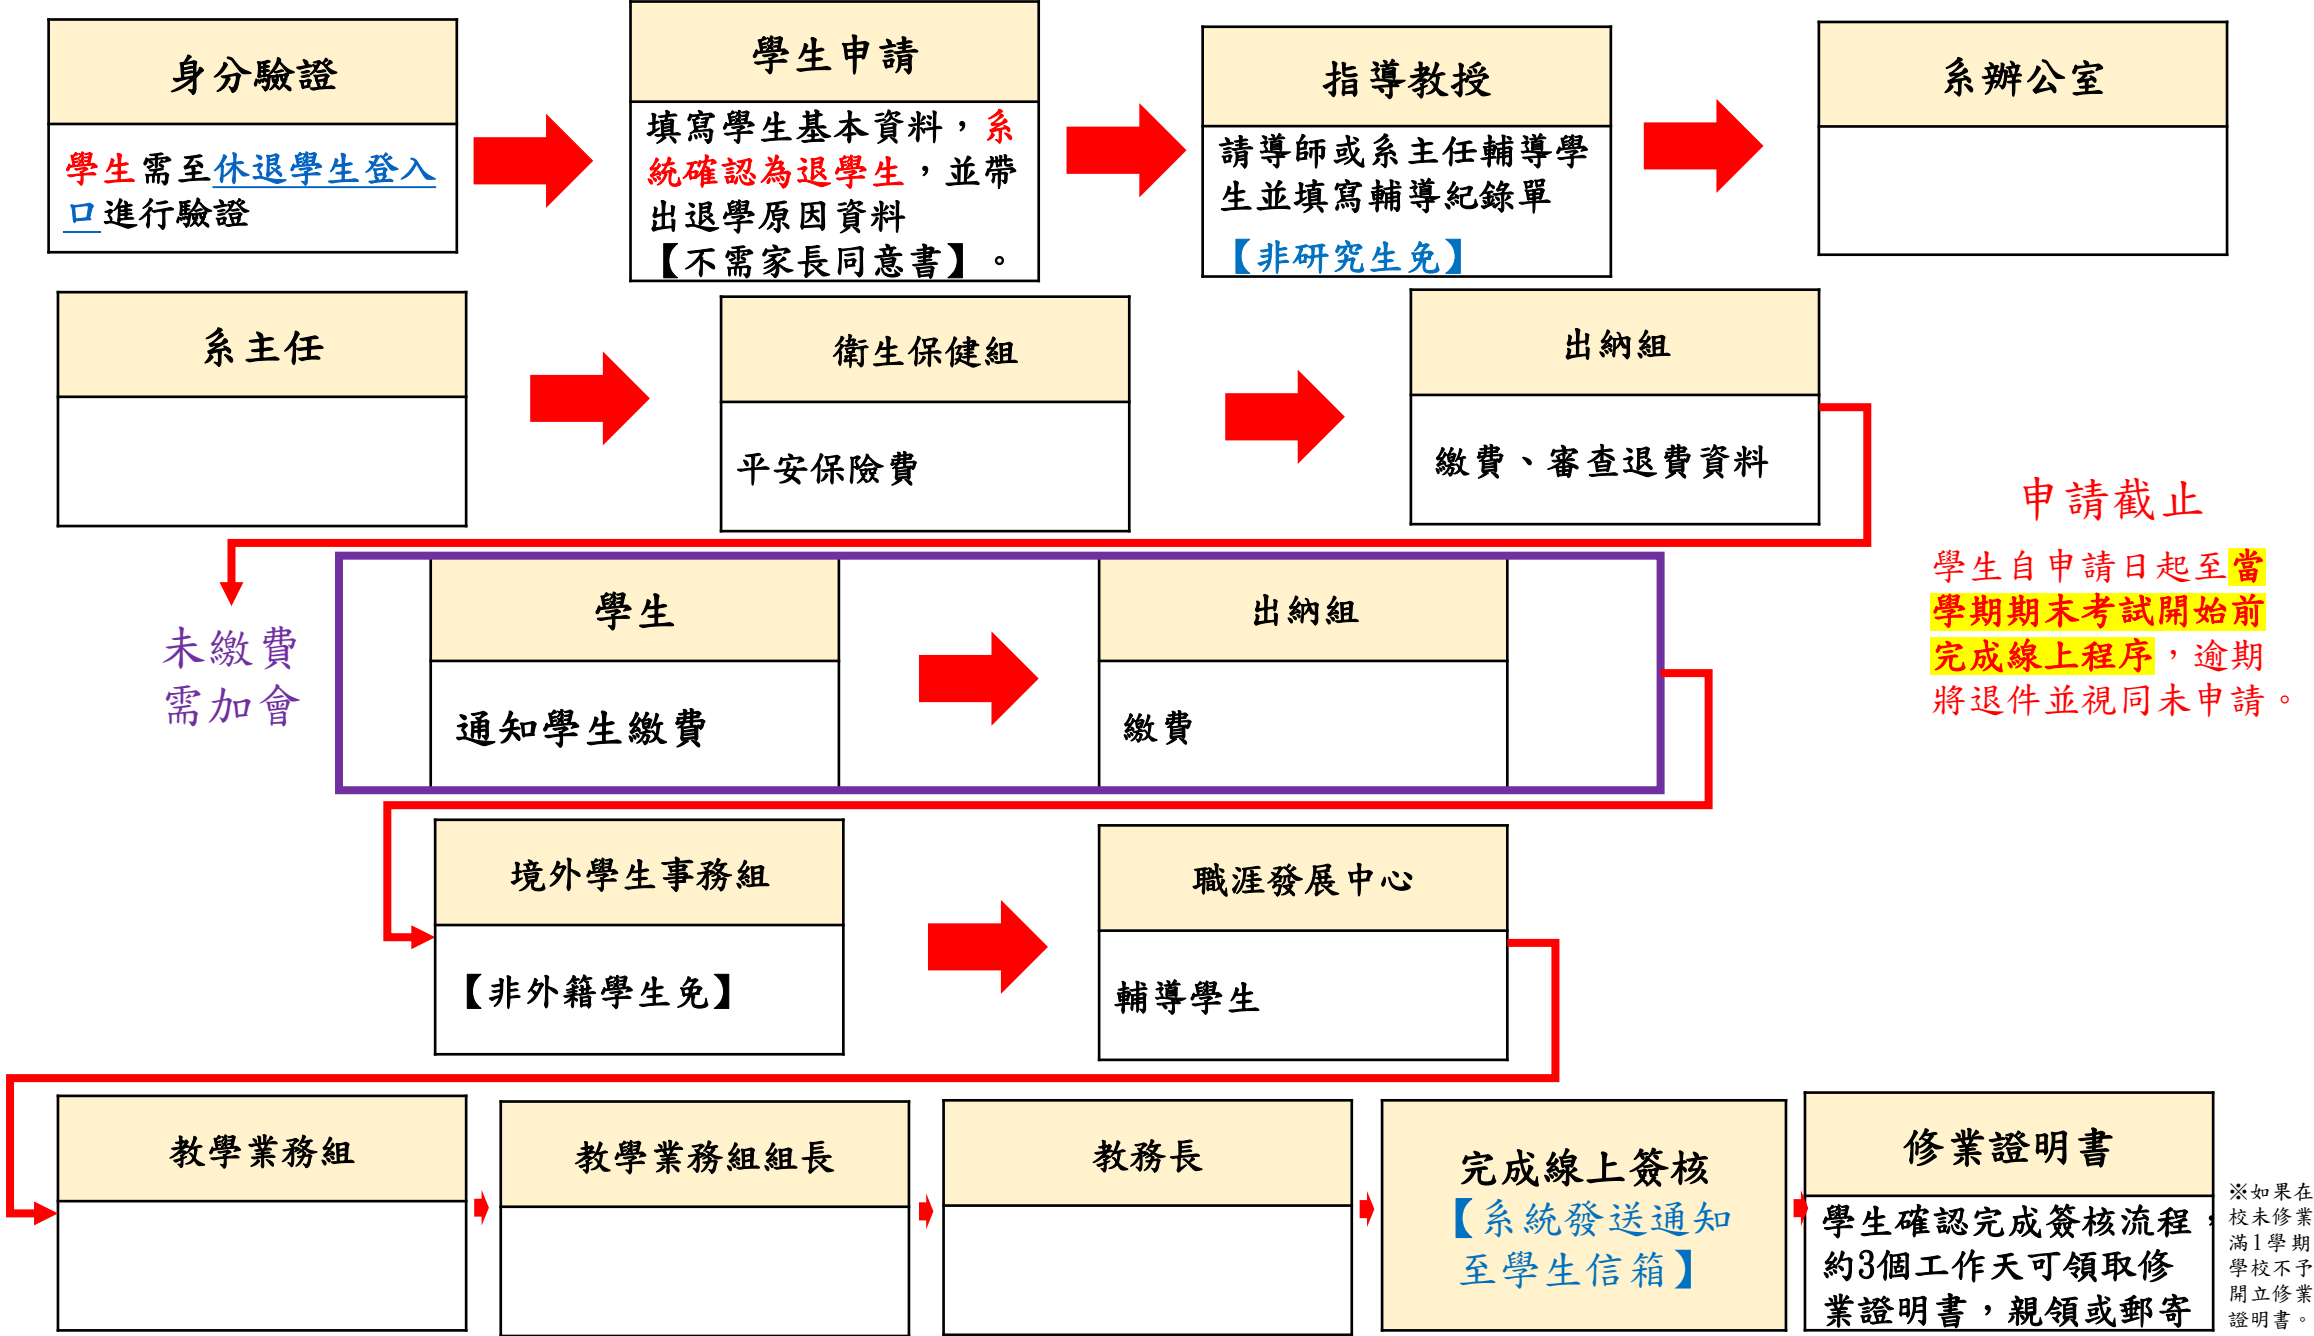 身分驗證
學生需至休退學生登入
口進行驗證
學生申請
填寫學生基本資料，系
統確認為退學生，並帶
出退學原因資料
【不需家長同意書】。
指導教授
請導師或系主任輔導學
生並填寫輔導紀錄單
【非研究生免】
系辦公室
系主任
衛生保健組
平安保險費
出納組
繳費、審查退費資料
申請截止
學生自申請日起至當
學期期末考試開始前
完成線上程序，逾期
將退件並視同未申請。
未繳費
需加會
學生
通知學生繳費
出納組
繳費
境外學生事務組
【非外籍學生免】
職涯發展中心
輔導學生
教學業務組
教學業務組組長
教務長
完成線上簽核
【系統發送通知
至學生信箱】
修業證明書
學生確認完成簽核流程，
約3個工作天可領取修
業證明書，親領或郵寄
※如果在
校未修業
滿1學期
學校不予
開立修業
證明書。